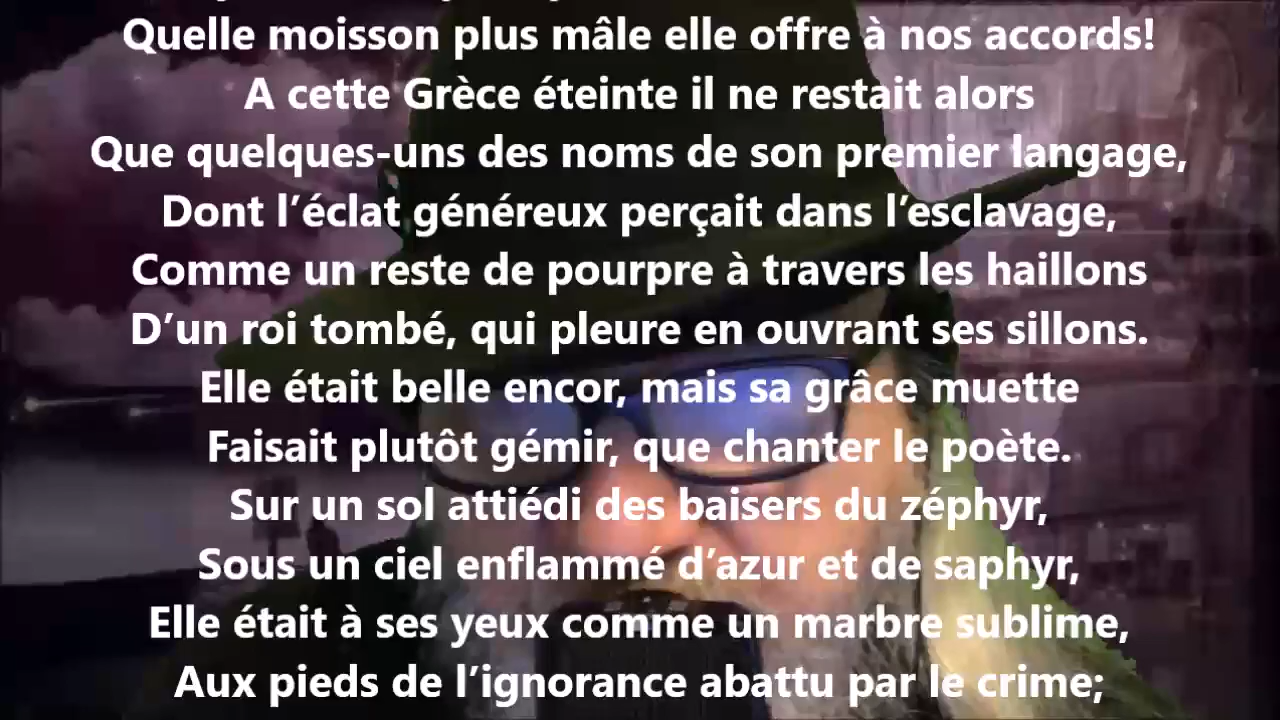 Quelle moisson plus mâle elle offre à nos accords!
A cette Grèce éteinte il ne restait alors
Que quelques-uns des noms de son premier langage,
Dont l’éclat généreux perçait dans l’esclavage,
Comme un reste de pourpre à travers les haillons
D’un roi tombé, qui pleure en ouvrant ses sillons.
Elle était belle encor, mais sa grâce muette
Faisait plutôt gémir, que chanter le poète.
Sur un sol attiédi des baisers du zéphyr,
Sous un ciel enflammé d’azur et de saphyr,
Elle était à ses yeux comme un marbre sublime,
Aux pieds de l’ignorance abattu par le crime;